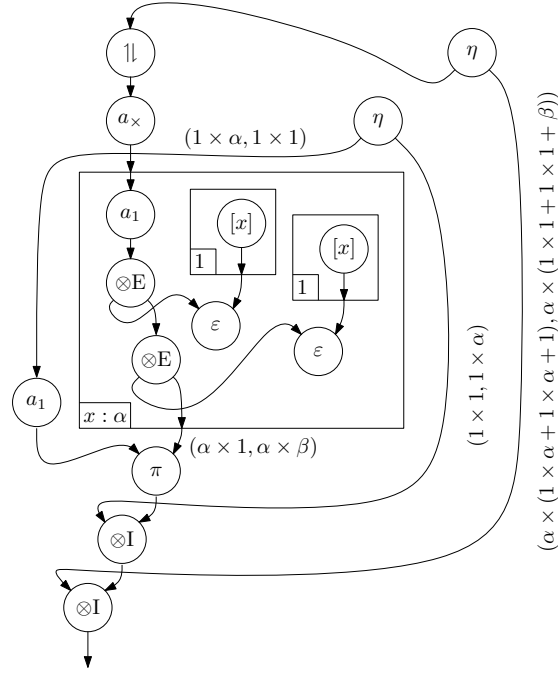 ⥮
η
a×
η
(1 × α, 1 × 1)
a₁
[x]
1
[x]
1
⊗E
ε
ε
⊗E
a₁
x : α
(α × 1, α × β)
(1 × 1, 1 × α)
(α × (1 × α + 1 × α + 1), α × (1 × 1 + 1 × 1 + β))
π
⊗I
⊗I